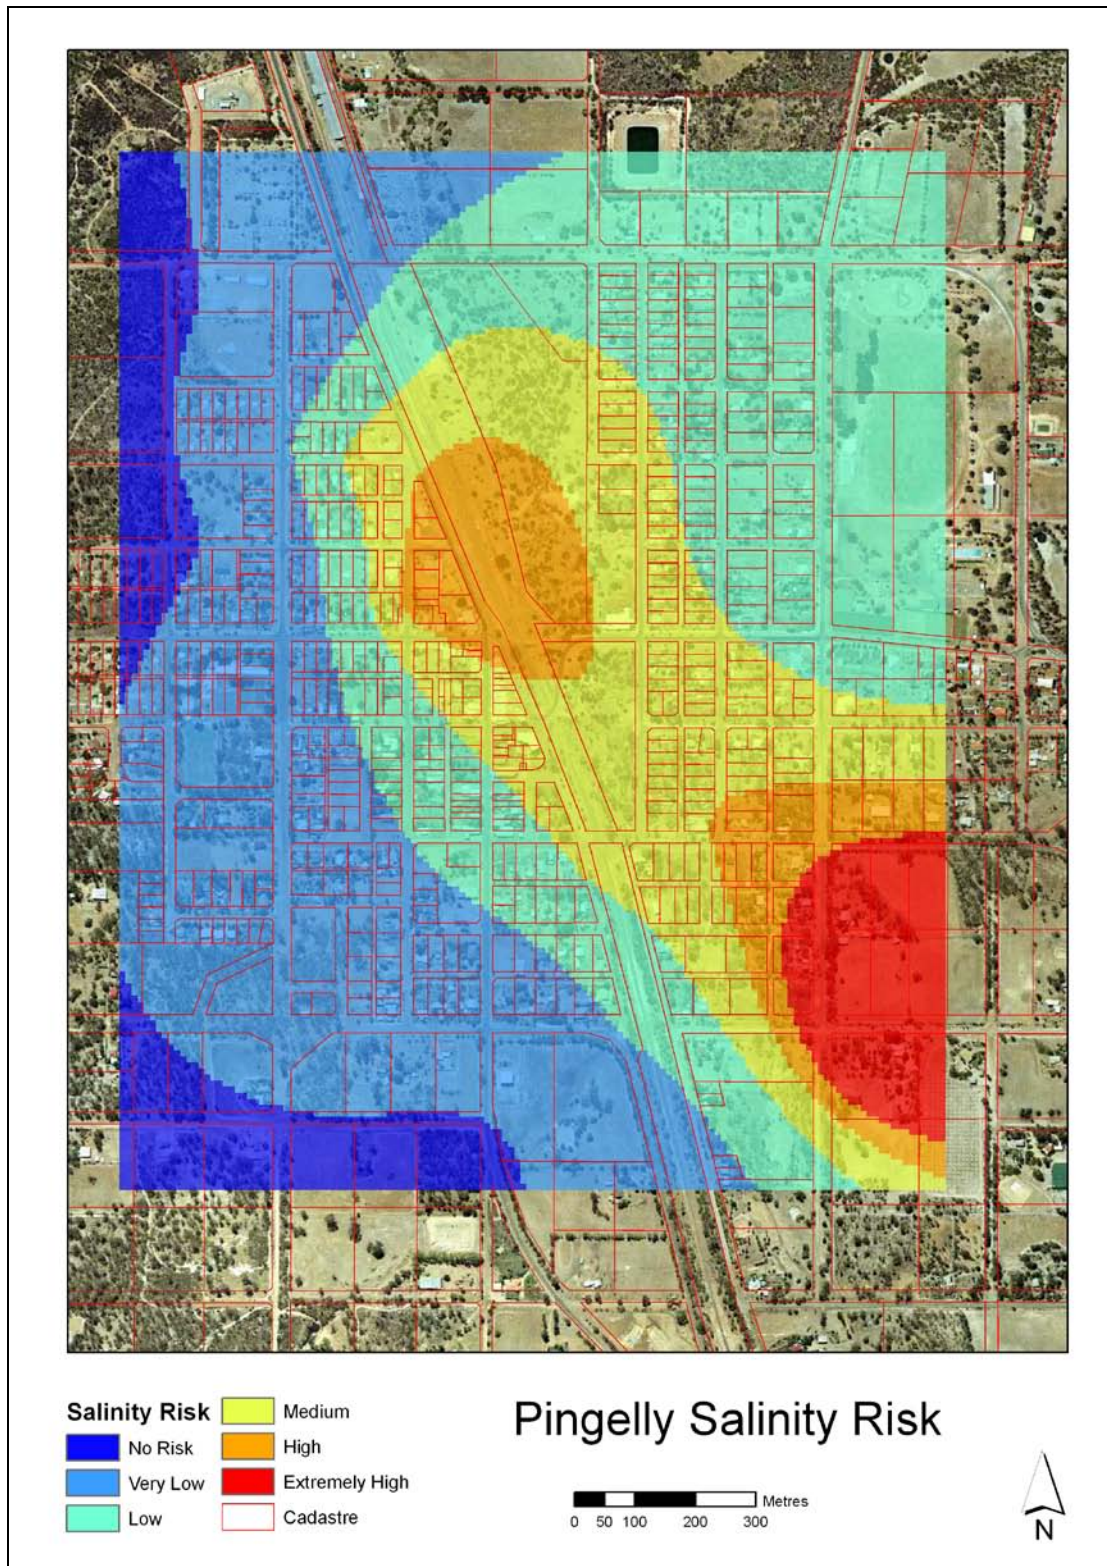 Salinity Risk
No Risk
Very Low
Low
Medium
High
Extremely High
Cadastre
Pingelly Salinity Risk
Metres
0 50 100 200 300
N